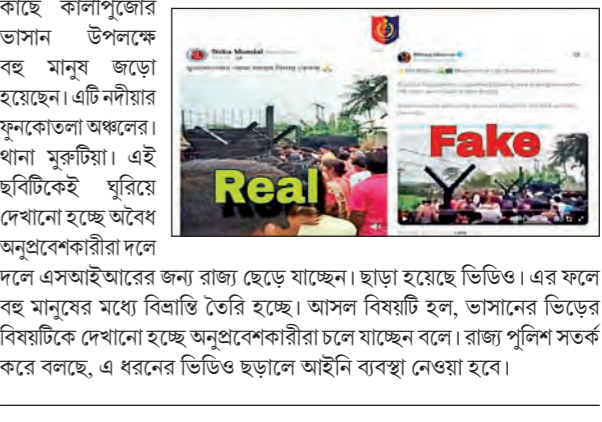 কাছে কালীপুজোর
ভাসান উপলক্ষে
বহু মানুষ জড়ো
হয়েছেন। এটি নদীয়ার
ফুনকোতলা অঞ্চলের।
থানা মুরুটিয়া। এই
ছবিটিকেই ঘুরিয়ে
দেখানো হচ্ছে অবৈধ
অনুপ্রবেশকারীরা দলে
Real
Fake
দলে এসআইআরের জন্য রাজ্য ছেড়ে যাচ্ছেন। ছাড়া হয়েছে ভিডিও। এর ফলে
বহু মানুষের মধ্যে বিভ্রান্তি তৈরি হচ্ছে। আসল বিষয়টি হল, ভাসানের ভিড়ের
বিষয়টিকে দেখানো হচ্ছে অনুপ্রবেশকারীরা চলে যাচ্ছেন বলে। রাজ্য পুলিশ সতর্ক
করে বলছে, এ ধরনের ভিডিও ছড়ালে আইনি ব্যবস্থা নেওয়া হবে।